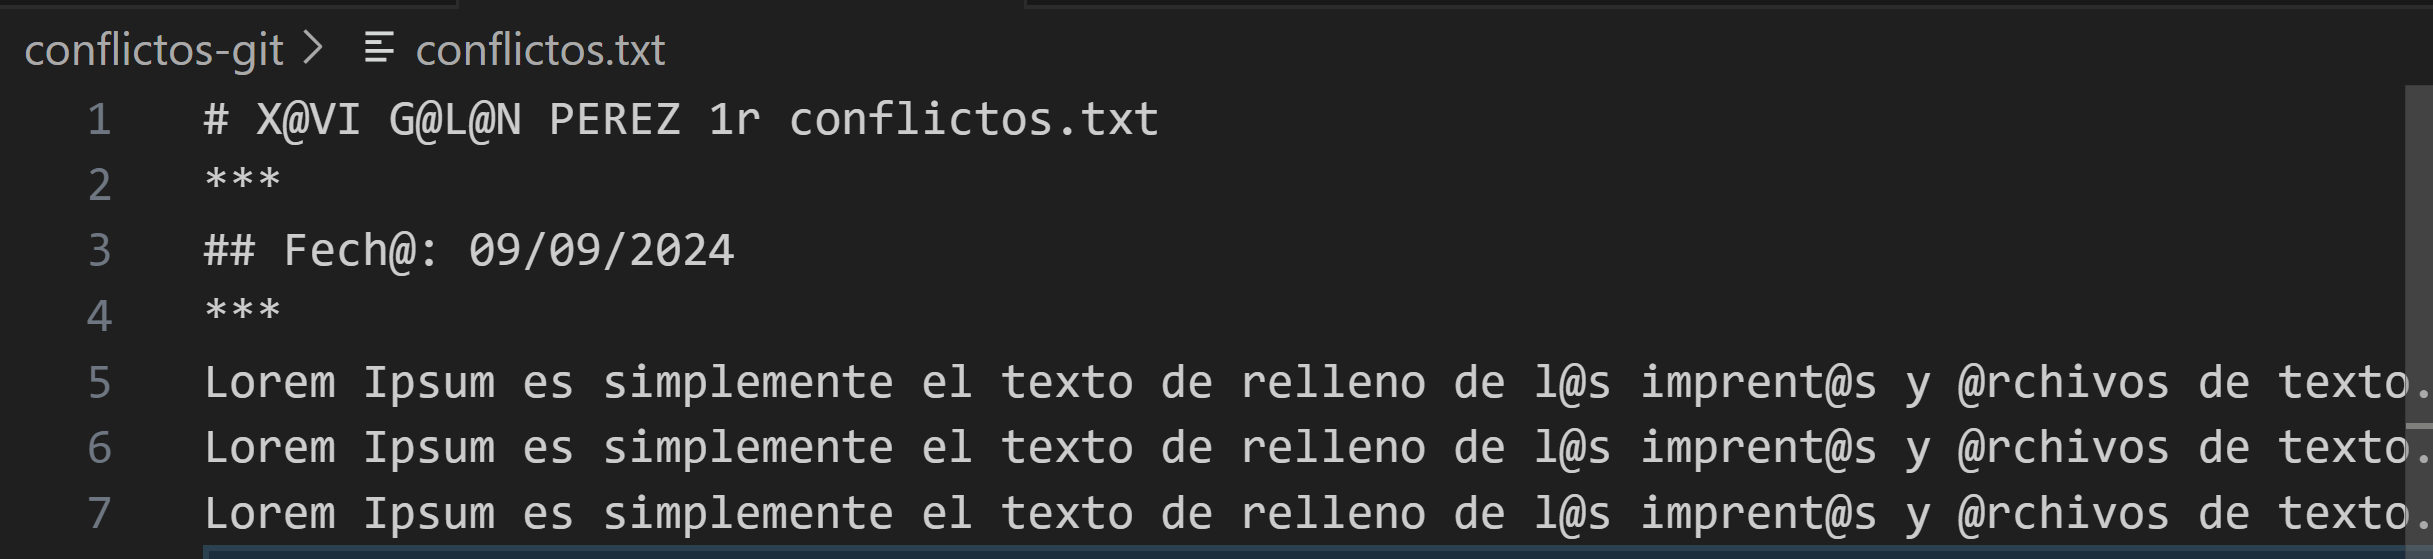 conflictos-git > conflictos.txt
1 # X@VI G@L@N PEREZ 1r conflictos.txt
2 ***
3 ## Fech@: 09/09/2024
4 ***
5 Lorem Ipsum es simplemente el texto de relleno de l@s imprent@s y @rchivos de texto.
6 Lorem Ipsum es simplemente el texto de relleno de l@s imprent@s y @rchivos de texto.
7 Lorem Ipsum es simplemente el texto de relleno de l@s imprent@s y @rchivos de texto.